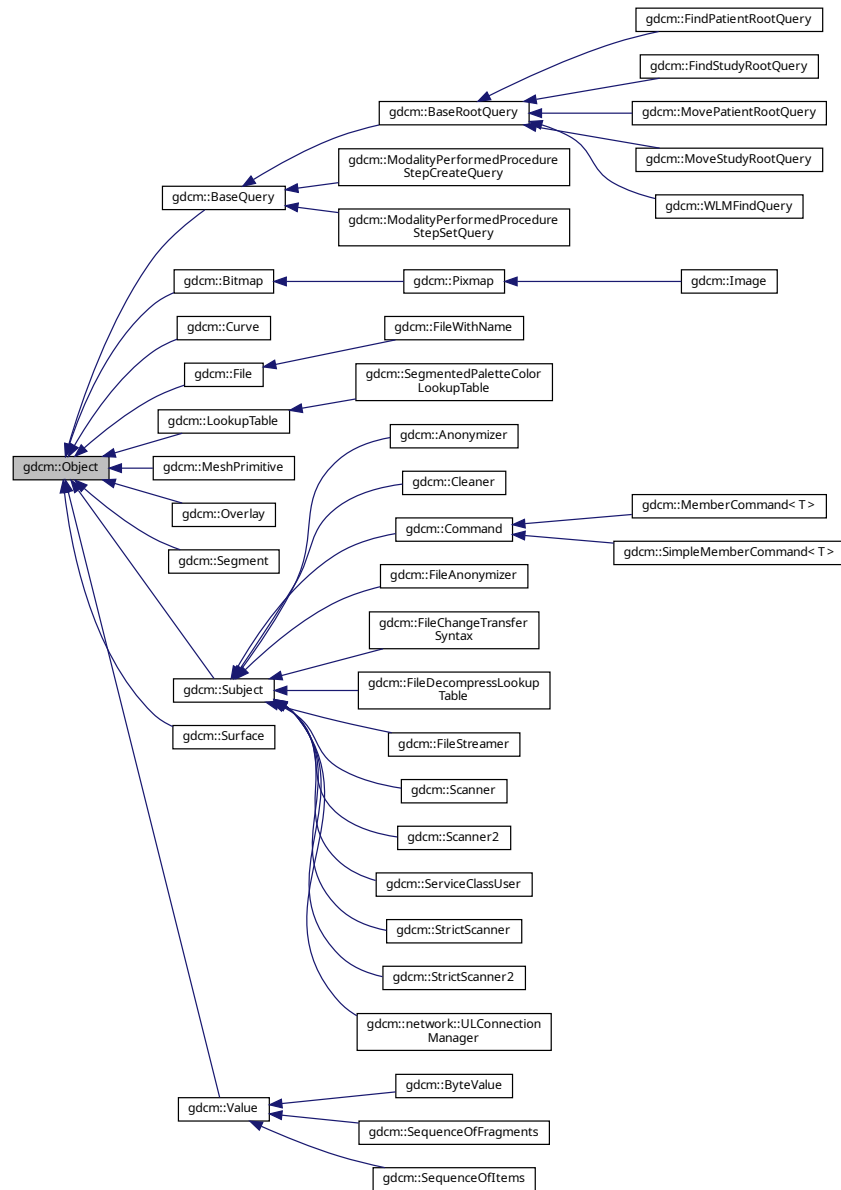 gdcm::FindPatientRootQuery
gdcm::FindStudyRootQuery
gdcm::BaseRootQuery
gdcm::MovePatientRootQuery
gdcm::MoveStudyRootQuery
gdcm::ModalityPerformedProcedure
StepCreateQuery
gdcm::BaseQuery
gdcm::WLMFindQuery
gdcm::ModalityPerformedProcedure
StepSetQuery
gdcm::Bitmap
gdcm::Pixmap
gdcm::Image
gdcm::Curve
gdcm::FileWithName
gdcm::File
gdcm::SegmentedPaletteColor
LookupTable
gdcm::LookupTable
gdcm::Anonymizer
gdcm::Object
gdcm::MeshPrimitive
gdcm::Cleaner
gdcm::Overlay
gdcm::MemberCommand< T >
gdcm::Command
gdcm::SimpleMemberCommand< T >
gdcm::Segment
gdcm::FileAnonymizer
gdcm::FileChangeTransfer
Syntax
gdcm::Subject
gdcm::FileDecompressLookup
Table
gdcm::Surface
gdcm::FileStreamer
gdcm::Scanner
gdcm::Scanner2
gdcm::ServiceClassUser
gdcm::StrictScanner
gdcm::StrictScanner2
gdcm::network::ULConnection
Manager
gdcm::ByteValue
gdcm::Value
gdcm::SequenceOfFragments
gdcm::SequenceOfItems